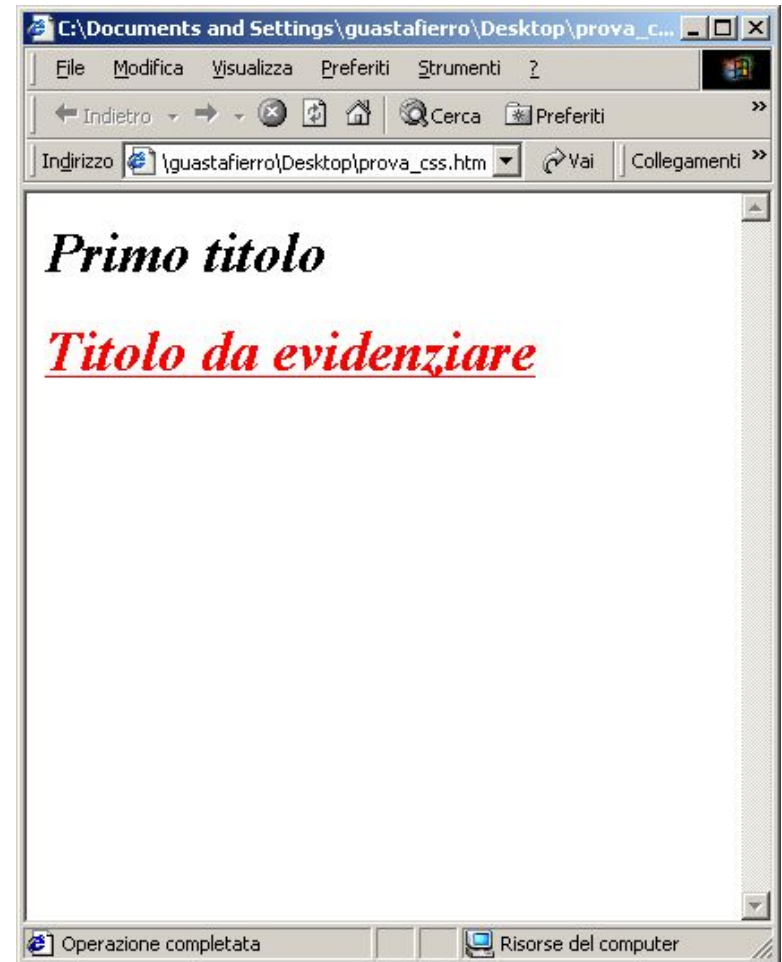 C:\Documents and Settings\guastafierro\Desktop\prova_c...
File Modifica Visualizza Preferiti Strumenti ?
Indietro Cerca Preferiti »
Indirizzo \guastafierro\Desktop\prova_css.htm Vai Collegamenti »
Primo titolo
Titolo da evidenziare
Operazione completata Risorse del computer